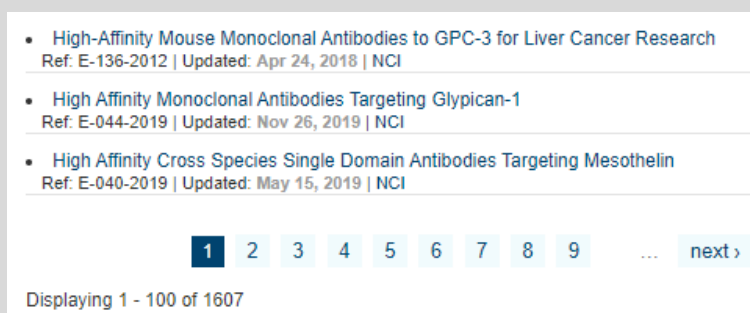 High-Affinity Mouse Monoclonal Antibodies to GPC-3 for Liver Cancer Research
Ref: E-136-2012 | Updated: Apr 24, 2018 | NCI
High Affinity Monoclonal Antibodies Targeting Glypican-1
Ref: E-044-2019 | Updated: Nov 26, 2019 | NCI
High Affinity Cross Species Single Domain Antibodies Targeting Mesothelin
Ref: E-040-2019 | Updated: May 15, 2019 | NCI
1 2 3 4 5 6 7 8 9 ... next ›
Displaying 1 - 100 of 1607